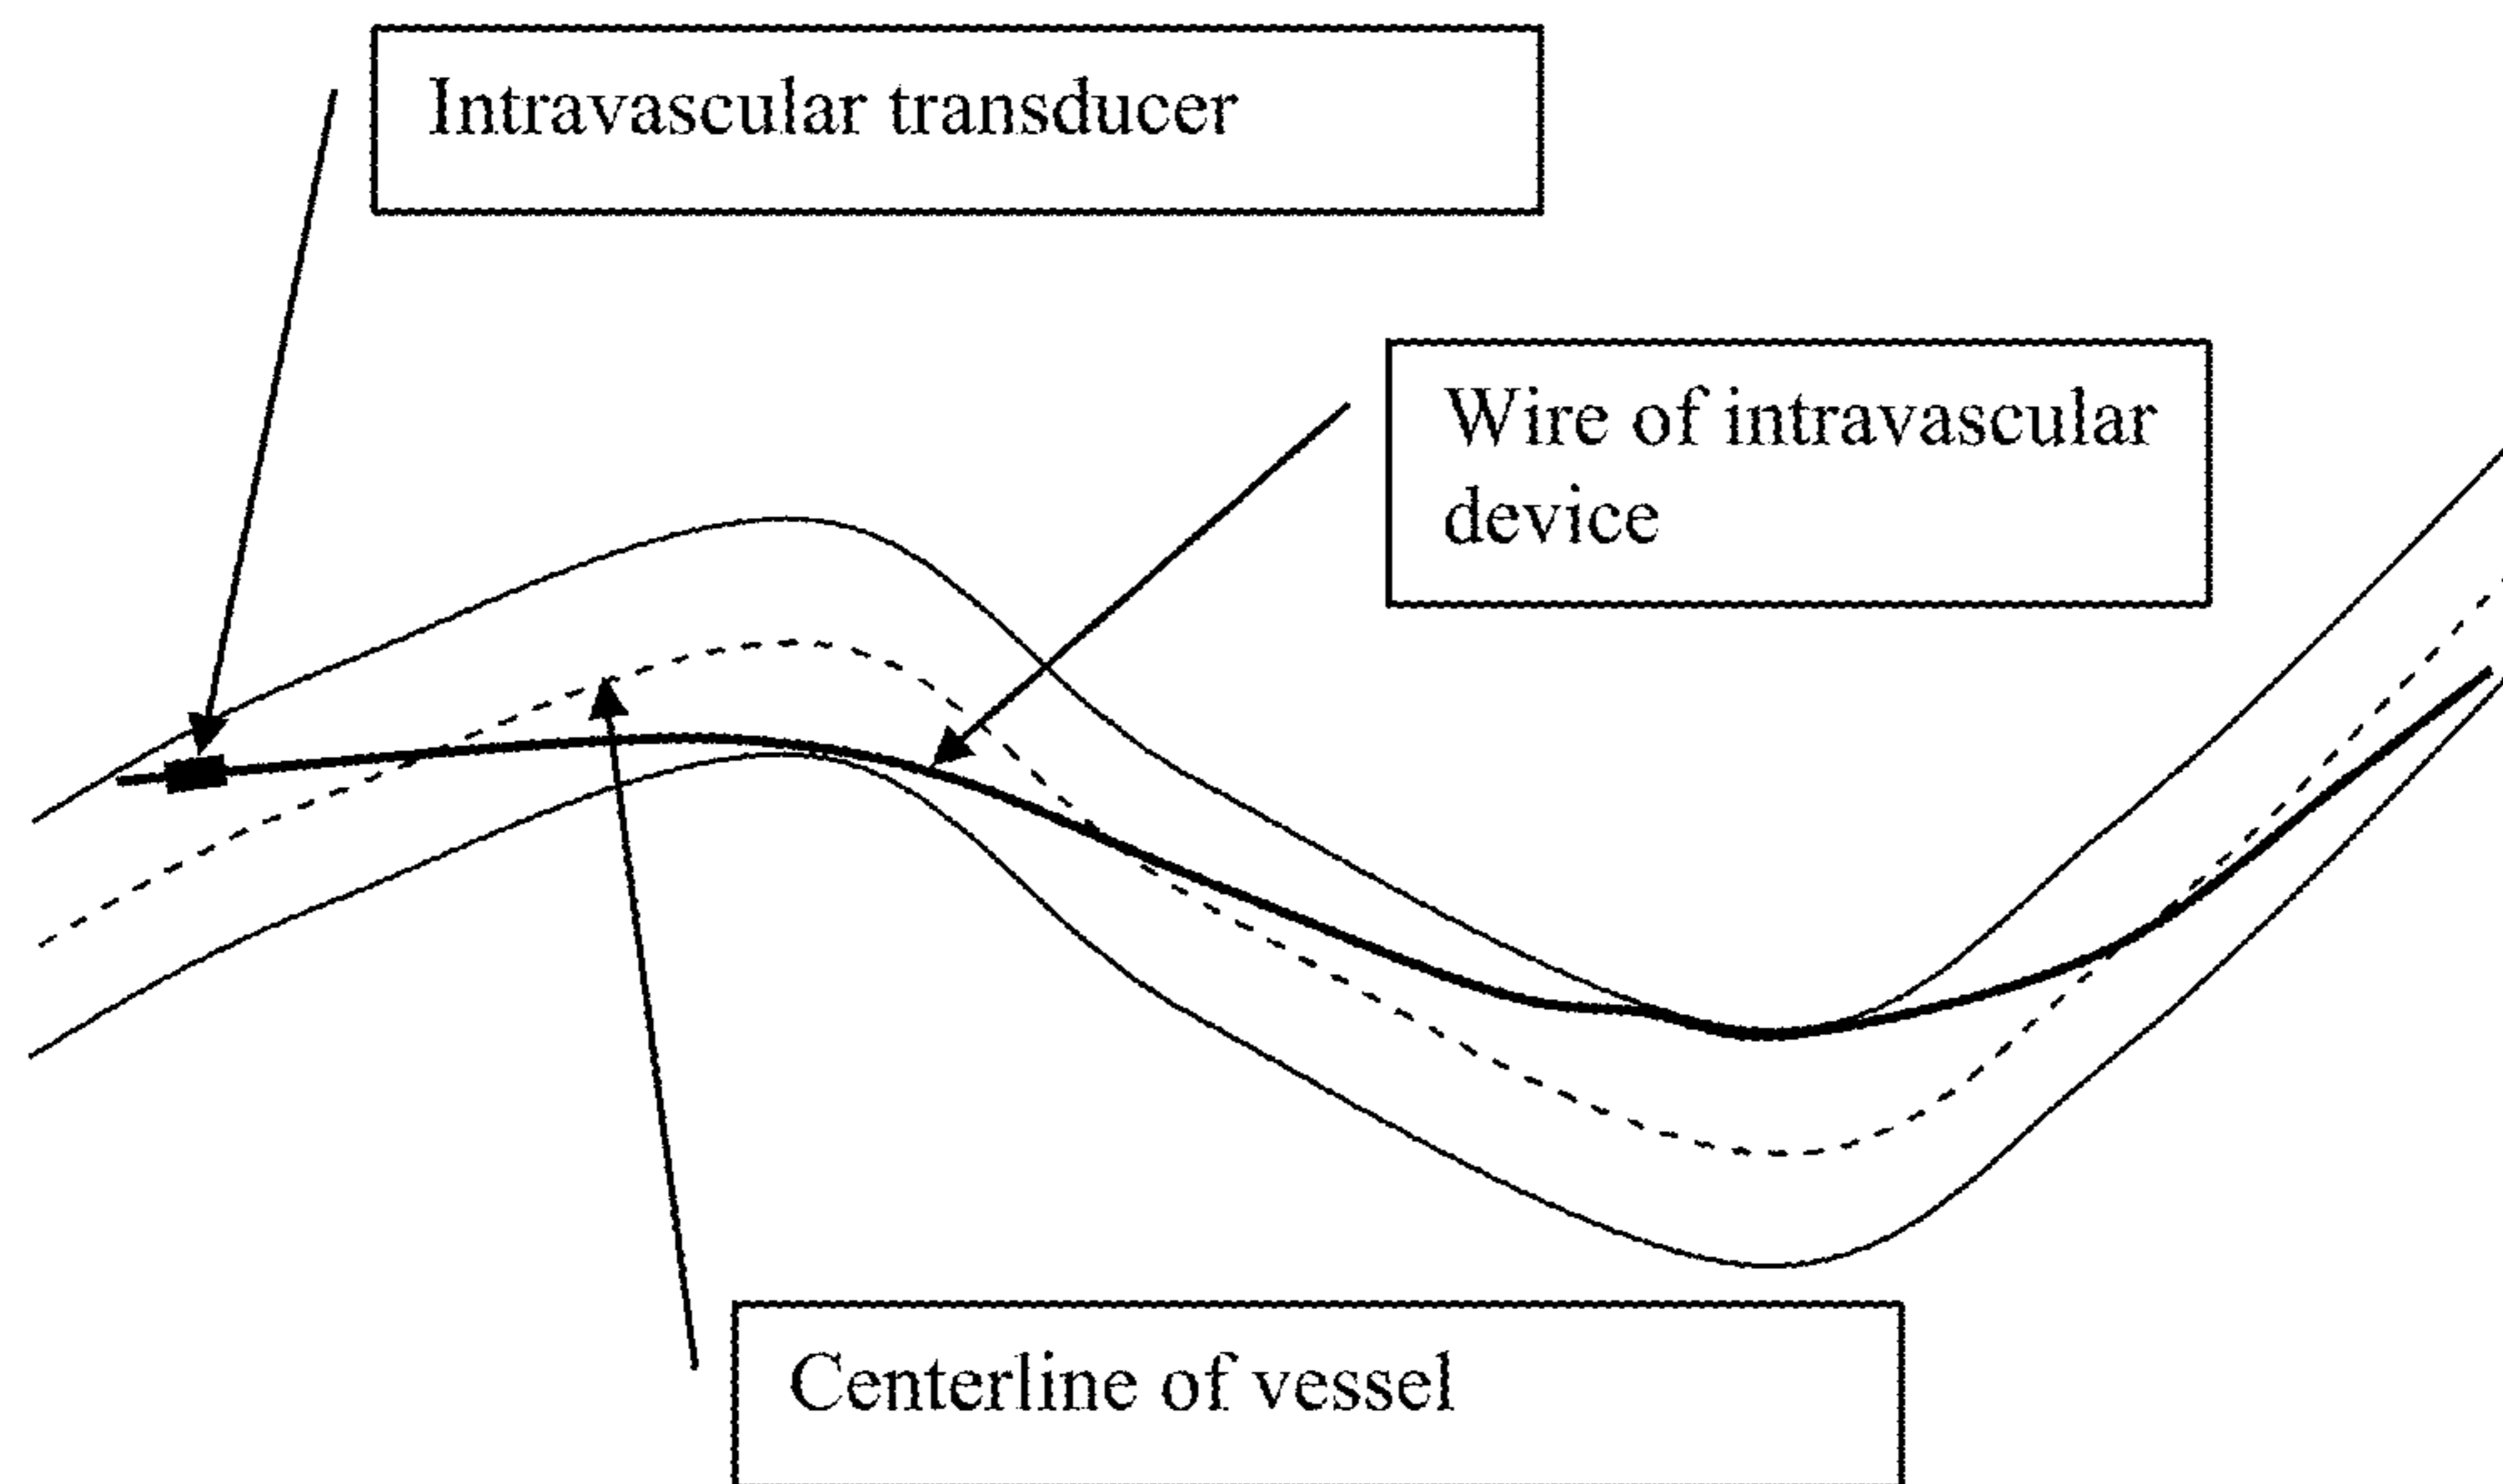 Intravascular transducer
Wire of intravascular
device
Centerline of vessel